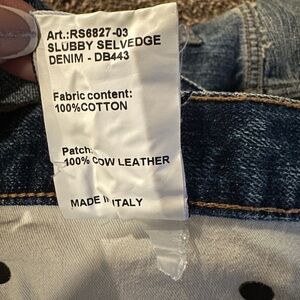 Art.:RS6827-03
SLUBBY SELVEDGE
DENIM - DB443
Fabric content:
100%COTTON
Patch:
100% COW LEATHER
MADE IN ITALY